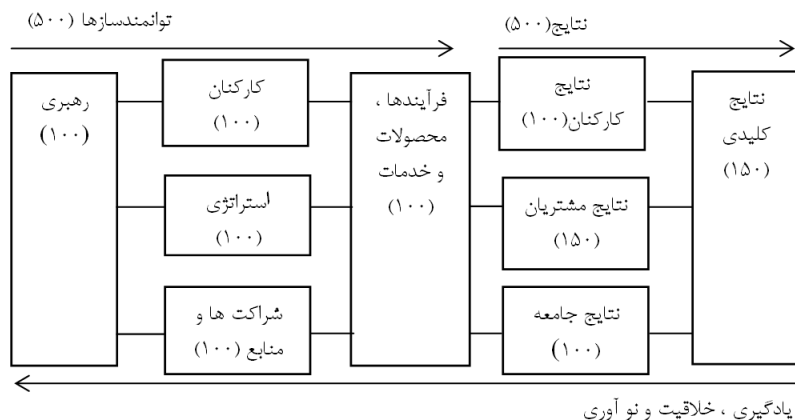 توانمندسازها (۵۰۰)
نتایج(۵۰۰)
رهبری
(۱۰۰)
کارکنان
(۱۰۰)
استراتژی
(۱۰۰)
شراکت ها و
منابع (۱۰۰)
فرآیندها ،
محصولات
و خدمات
(۱۰۰)
نتایج
کارکنان(۱۰۰)
نتایج مشتریان
(۱۵۰)
نتایج جامعه
(۱۰۰)
نتایج
کلیدی
(۱۵۰)
یادگیری ، خلاقیت و نو آوری